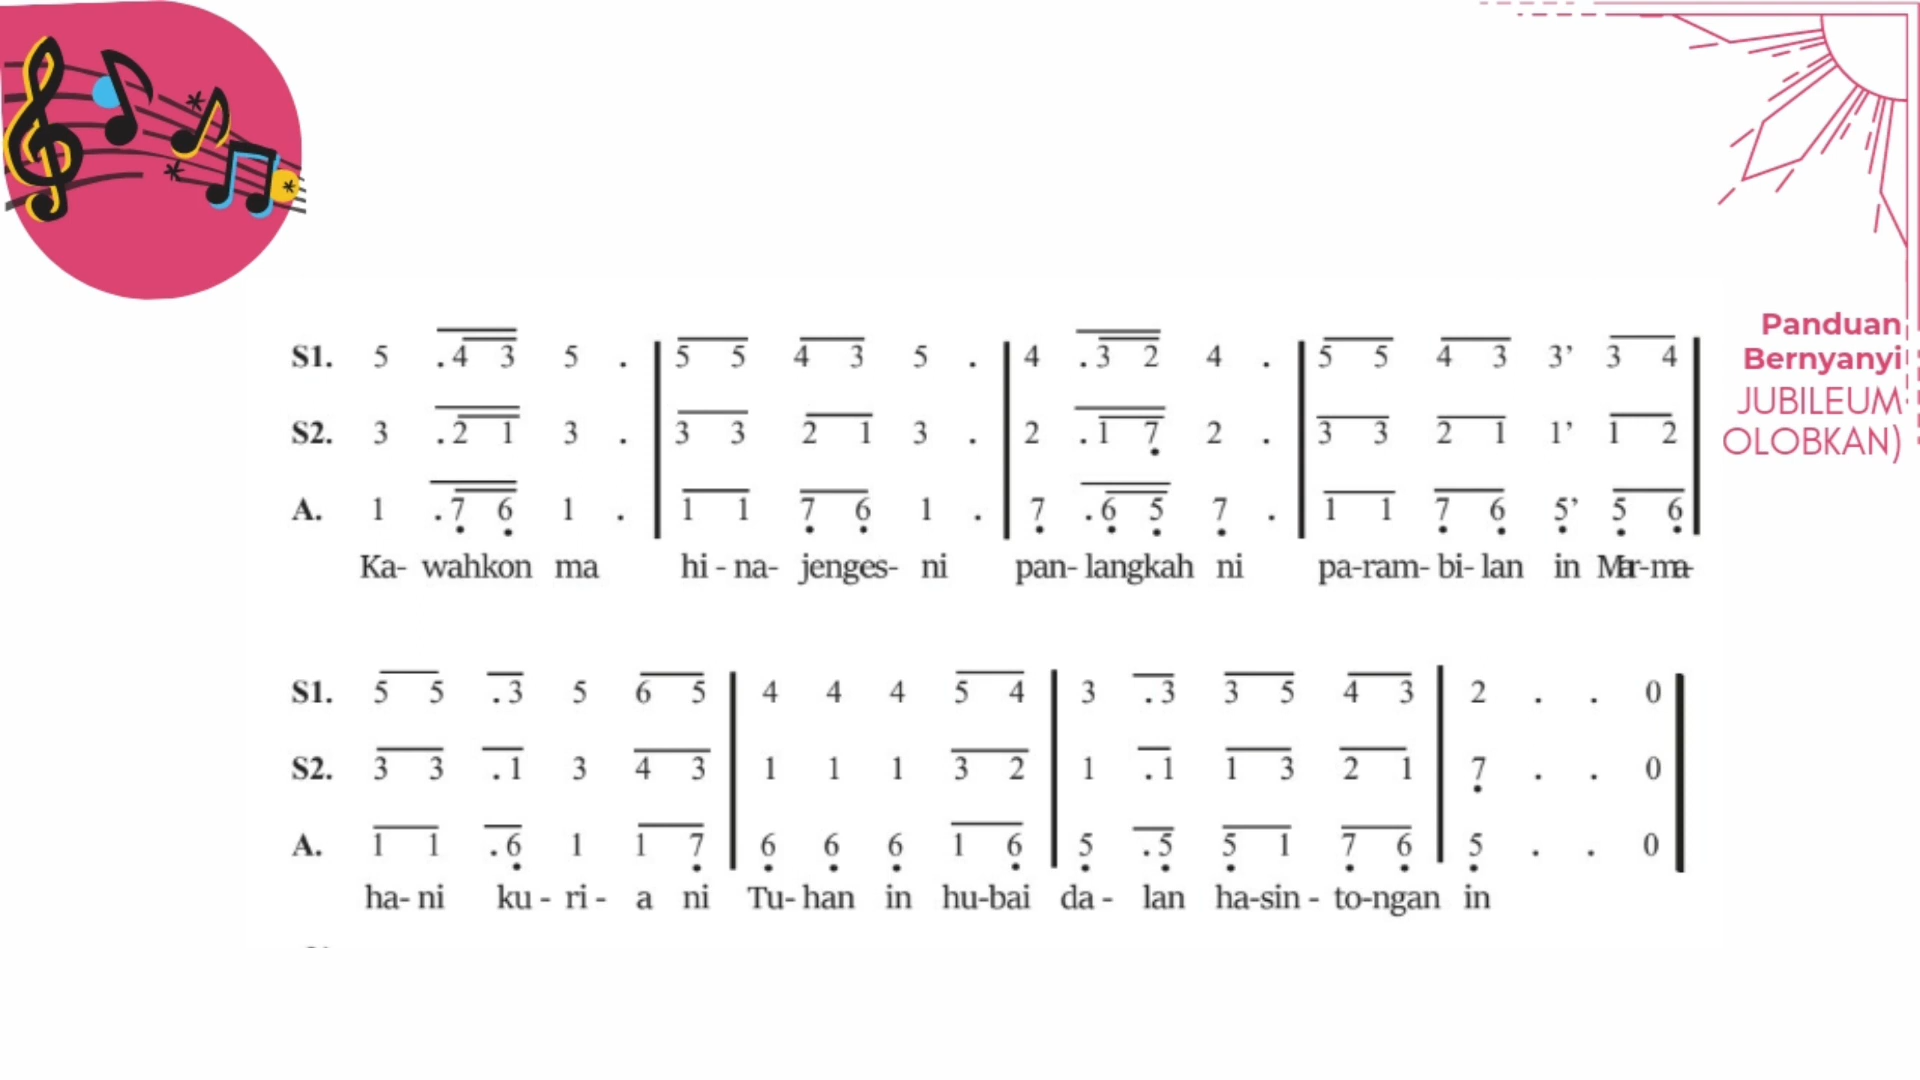 Panduan
Bernyanyi
JUBILEUM
OLOBKAN)
S1. 5 .4 3 5 . | 5 5 4 3 5 . | 4 .3 2 4 . | 5 5 4 3 3’ 3 4 |
S2. 3 .2 1 3 . | 3 3 2 1 3 . | 2 .1 7̣ 2 . | 3 3 2 1 1’ 1 2 |
A. 1 .7̣ 6̣ 1 . | 1 1 7̣ 6̣ 1 . | 7̣ .6̣ 5̣ 7̣ . | 1 1 7̣ 6̣ 5̣’ 5̣ 6̣ |
Ka- wahkon ma hi - na- jenges- ni pan- langkah ni pa-ram- bi- lan in Mar-ma-
S1. 5 5 .3 5 6 5 | 4 4 4 5 4 | 3 .3 3 5 4 3 | 2 . . 0 |
S2. 3 3 .1 3 4 3 | 1 1 1 3 2 | 1 .1 1 3 2 1 | 7̣ . . 0 |
A. 1 1 .6̣ 1 1 7̣ | 6̣ 6̣ 6̣ 1 6̣ | 5̣ .5̣ 5̣ 1 7̣ 6̣ | 5̣ . . 0 |
ha- ni ku - ri - a ni Tu- han in hu-bai da - lan ha-sin - to-ngan in